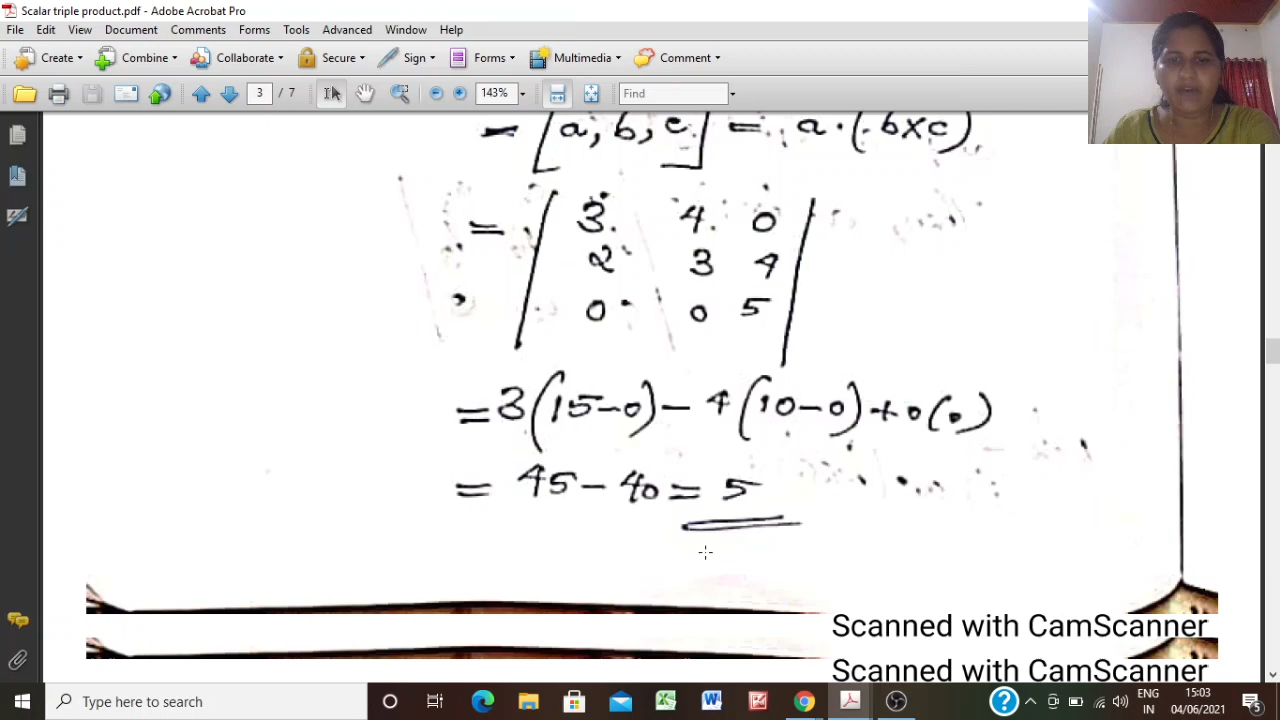 Scalar triple product.pdf - Adobe Acrobat Pro
File Edit View Document Comments Forms Tools Advanced Window Help
Create Combine Collaborate Secure Sign Forms Multimedia Comment
3 / 7 143% Find
[a, b, c] = a · (b×c)
= | 3 4 0
2 3 4
0 0 5 |
= 3(15-0) - 4(10-0) + 0(0)
= 45 - 40 = 5
Scanned with CamScanner
Scanned with CamScanner
Type here to search
ENG 15:03
IN 04/06/2021 5